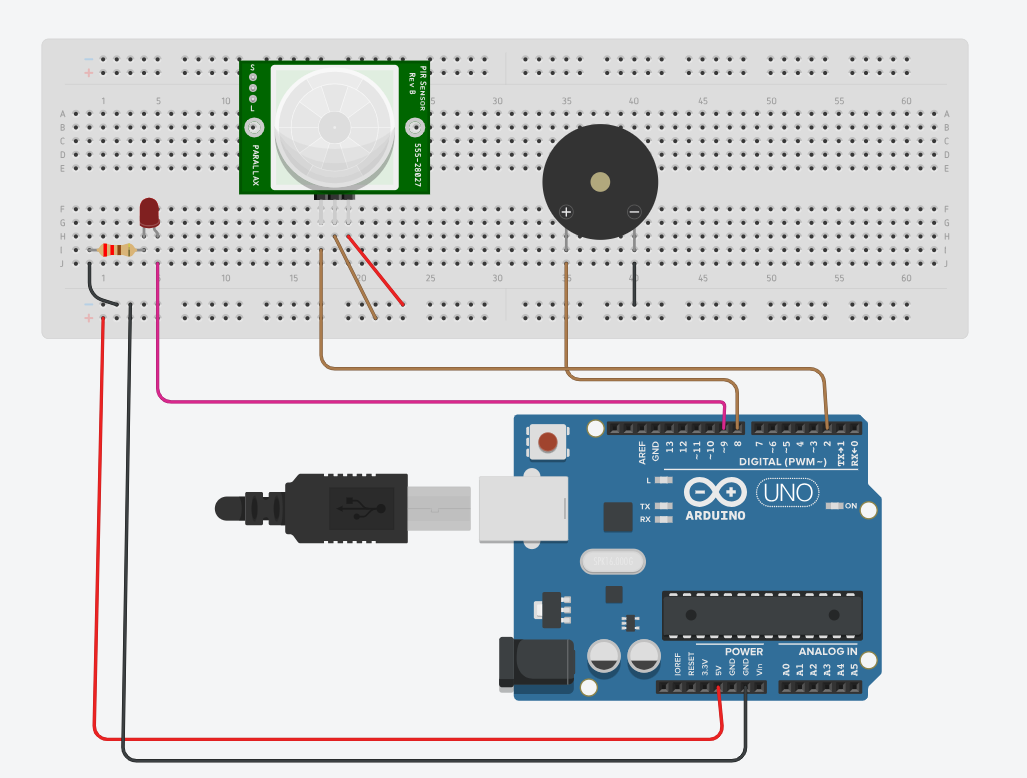 − −
+ +
1 5 10 15 20 25 30 35 40 45 50 55 60
A A
B B
C C
D D
E E
S
L
PIR SENSOR
REV B
PARALLAX
555-28027
+ −
F F
G G
H H
I I
J J
1 5 10 15 20 25 30 35 40 45 50 55 60
− −
+ +
AREF GND 13 12 ~11 ~10 ~9 8 7 ~6 ~5 4 ~3 2 TX→1 RX←0
DIGITAL (PWM~)
L
TX
RX
UNO
ON
ARDUINO
POWER ANALOG IN
IOREF RESET 3.3V 5V GND GND Vin A0 A1 A2 A3 A4 A5